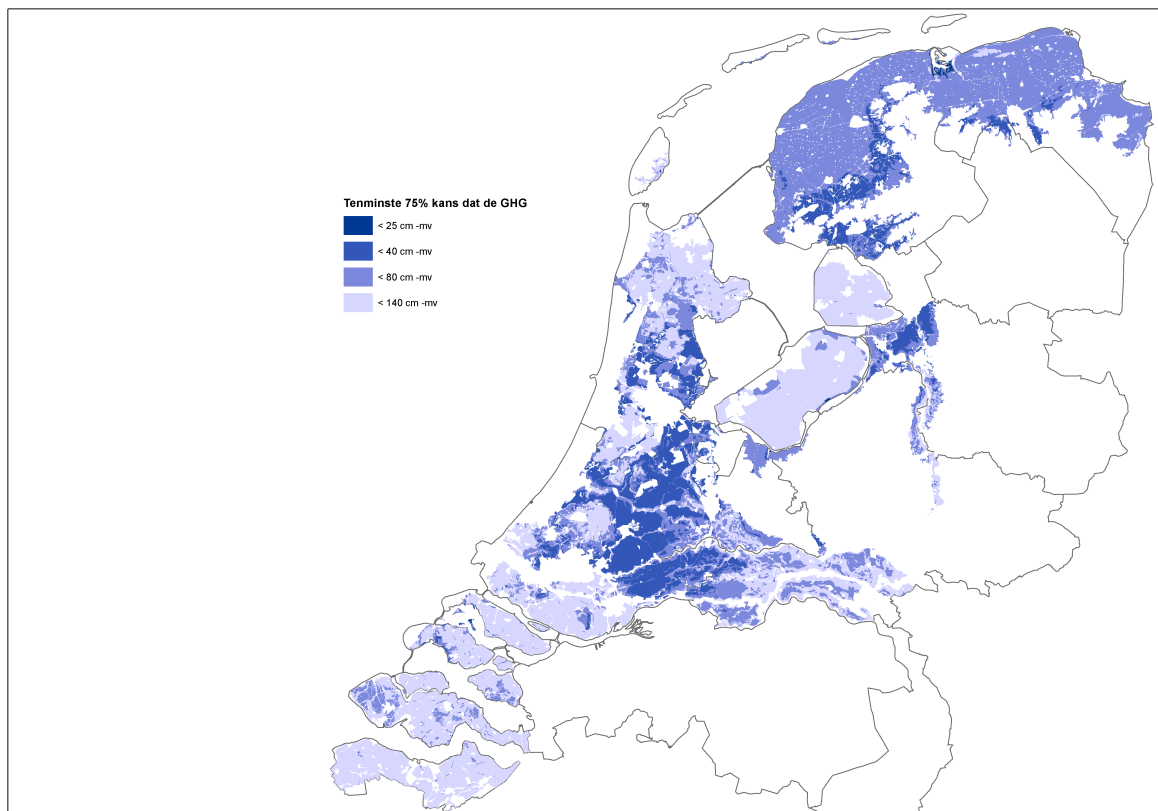 Tenminste 75% kans dat de GHG
< 25 cm -mv
< 40 cm -mv
< 80 cm -mv
< 140 cm -mv